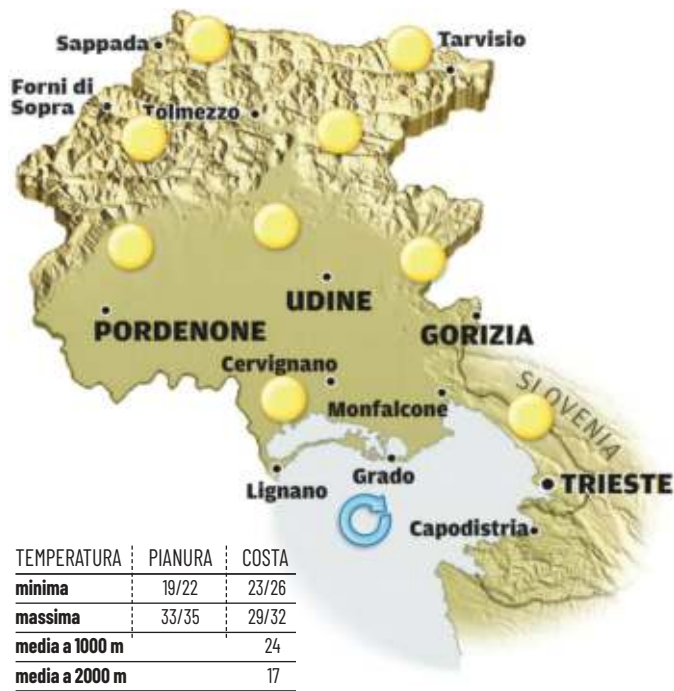 Sappada
Tarvisio
Forni di
Sopra
Tolmezzo
UDINE
PORDENONE
GORIZIA
Cervignano
SLOVENIA
Monfalcone
Grado
Lignano
TRIESTE
Capodistria
TEMPERATURA PIANURA COSTA
minima 19/22 23/26
massima 33/35 29/32
media a 1000 m 24
media a 2000 m 17